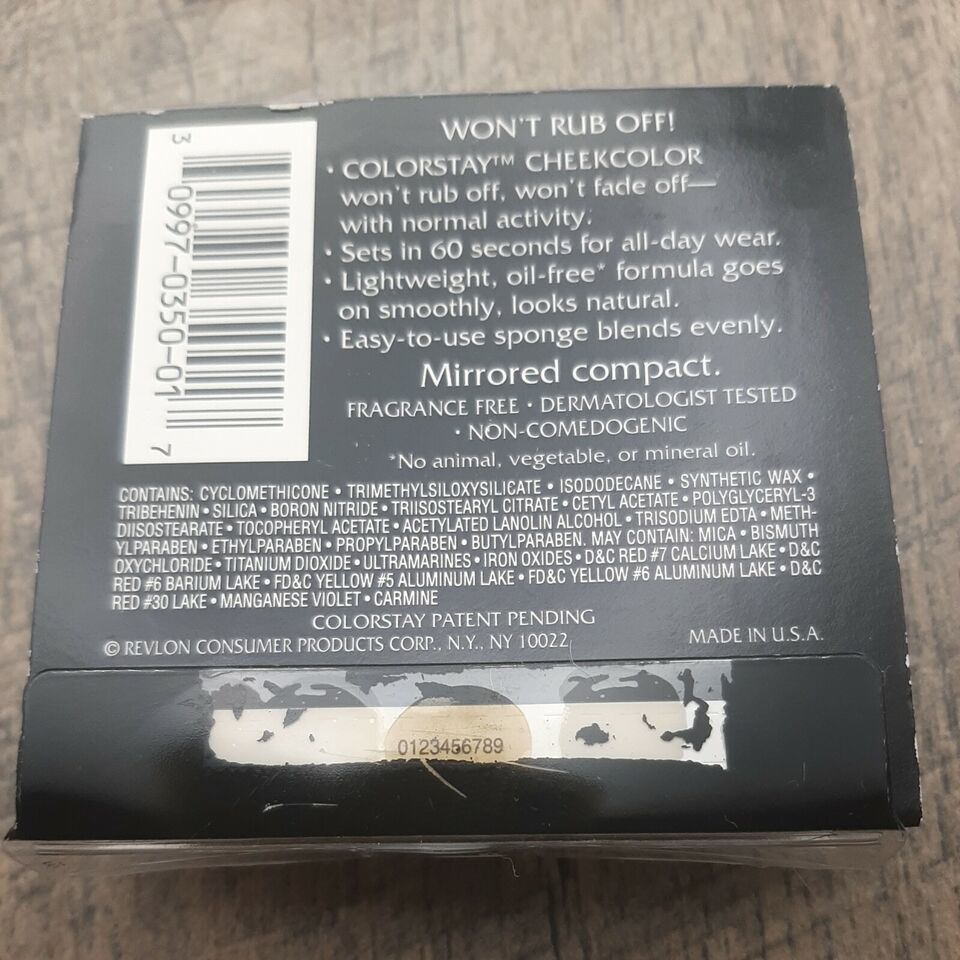 3 0997-0350-01 7
WON'T RUB OFF!
• COLORSTAY™ CHEEKCOLOR
won't rub off, won't fade off—
with normal activity.
• Sets in 60 seconds for all-day wear.
• Lightweight, oil-free* formula goes
on smoothly, looks natural.
• Easy-to-use sponge blends evenly.
Mirrored compact.
FRAGRANCE FREE • DERMATOLOGIST TESTED
• NON-COMEDOGENIC
*No animal, vegetable, or mineral oil.
CONTAINS: CYCLOMETHICONE • TRIMETHYLSILOXYSILICATE • ISODODECANE • SYNTHETIC WAX •
TRIBEHENIN • SILICA • BORON NITRIDE • TRIISOSTEARYL CITRATE • CETYL ACETATE • POLYGLYCERYL-3
DIISOSTEARATE • TOCOPHERYL ACETATE • ACETYLATED LANOLIN ALCOHOL • TRISODIUM EDTA • METH-
YLPARABEN • ETHYLPARABEN • PROPYLPARABEN • BUTYLPARABEN. MAY CONTAIN: MICA • BISMUTH
OXYCHLORIDE • TITANIUM DIOXIDE • ULTRAMARINES • IRON OXIDES • D&C RED #7 CALCIUM LAKE • D&C
RED #6 BARIUM LAKE • FD&C YELLOW #5 ALUMINUM LAKE • FD&C YELLOW #6 ALUMINUM LAKE • D&C
RED #30 LAKE • MANGANESE VIOLET • CARMINE
COLORSTAY PATENT PENDING
© REVLON CONSUMER PRODUCTS CORP., N.Y., NY 10022 MADE IN U.S.A.
0123456789